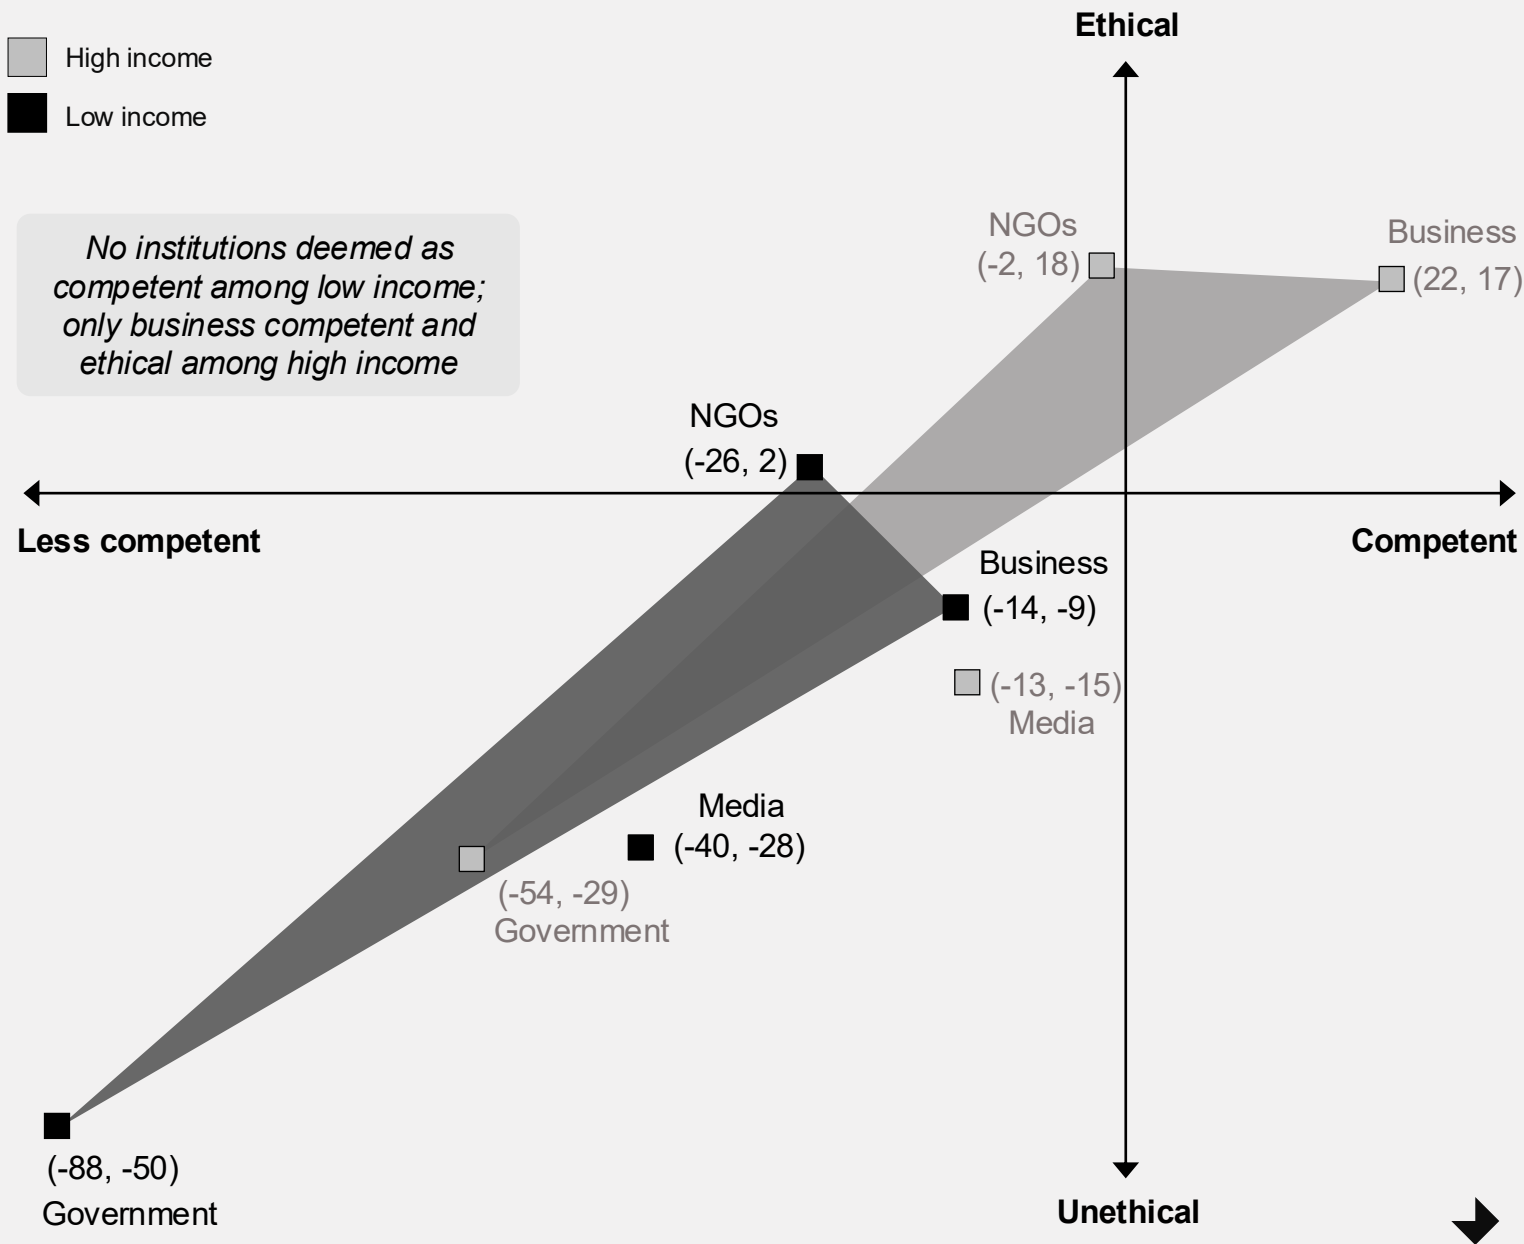 Ethical
High income
Low income
No institutions deemed as
competent among low income;
only business competent and
ethical among high income
NGOs
(-2, 18)
Business
(22, 17)
NGOs
(-26, 2)
Less competent
Competent
Business
(-14, -9)
(-13, -15)
Media
Media
(-40, -28)
(-54, -29)
Government
(-88, -50)
Government
Unethical